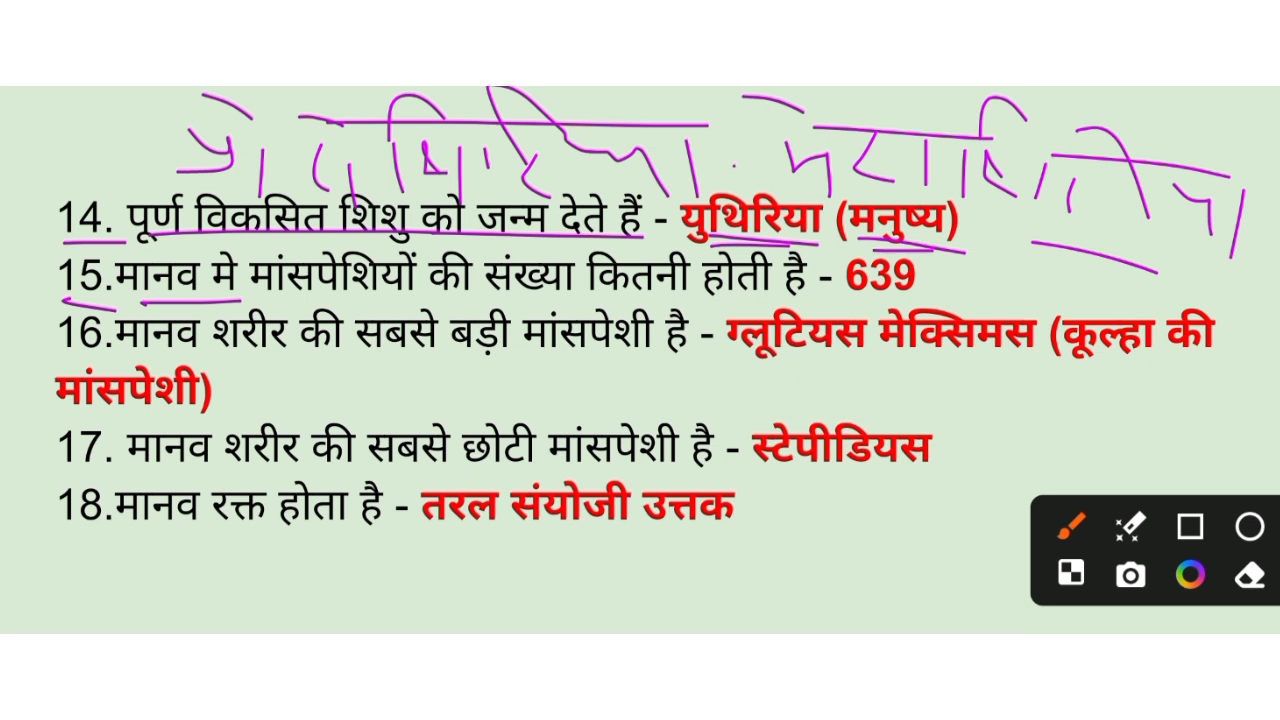 14. पूर्ण विकसित शिशु को जन्म देते हैं - युथिरिया (मनुष्य)
15.मानव मे मांसपेशियों की संख्या कितनी होती है - 639
16.मानव शरीर की सबसे बड़ी मांसपेशी है - ग्लूटियस मेक्सिमस (कूल्हा की
मांसपेशी)
17. मानव शरीर की सबसे छोटी मांसपेशी है - स्टेपीडियस
18.मानव रक्त होता है - तरल संयोजी उत्तक